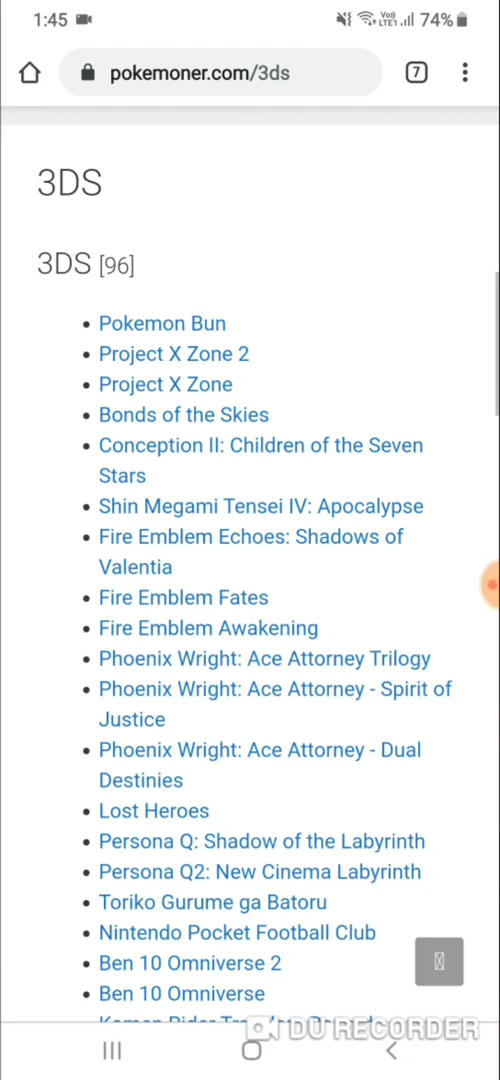 1:45
Vo))
LTE1
74%
pokemoner.com/3ds
7
3DS
3DS [96]
Pokemon Bun
Project X Zone 2
Project X Zone
Bonds of the Skies
Conception II: Children of the Seven
Stars
Shin Megami Tensei IV: Apocalypse
Fire Emblem Echoes: Shadows of
Valentia
Fire Emblem Fates
Fire Emblem Awakening
Phoenix Wright: Ace Attorney Trilogy
Phoenix Wright: Ace Attorney - Spirit of
Justice
Phoenix Wright: Ace Attorney - Dual
Destinies
Lost Heroes
Persona Q: Shadow of the Labyrinth
Persona Q2: New Cinema Labyrinth
Toriko Gurume ga Batoru
Nintendo Pocket Football Club
Ben 10 Omniverse 2
Ben 10 Omniverse
DU RECORDER